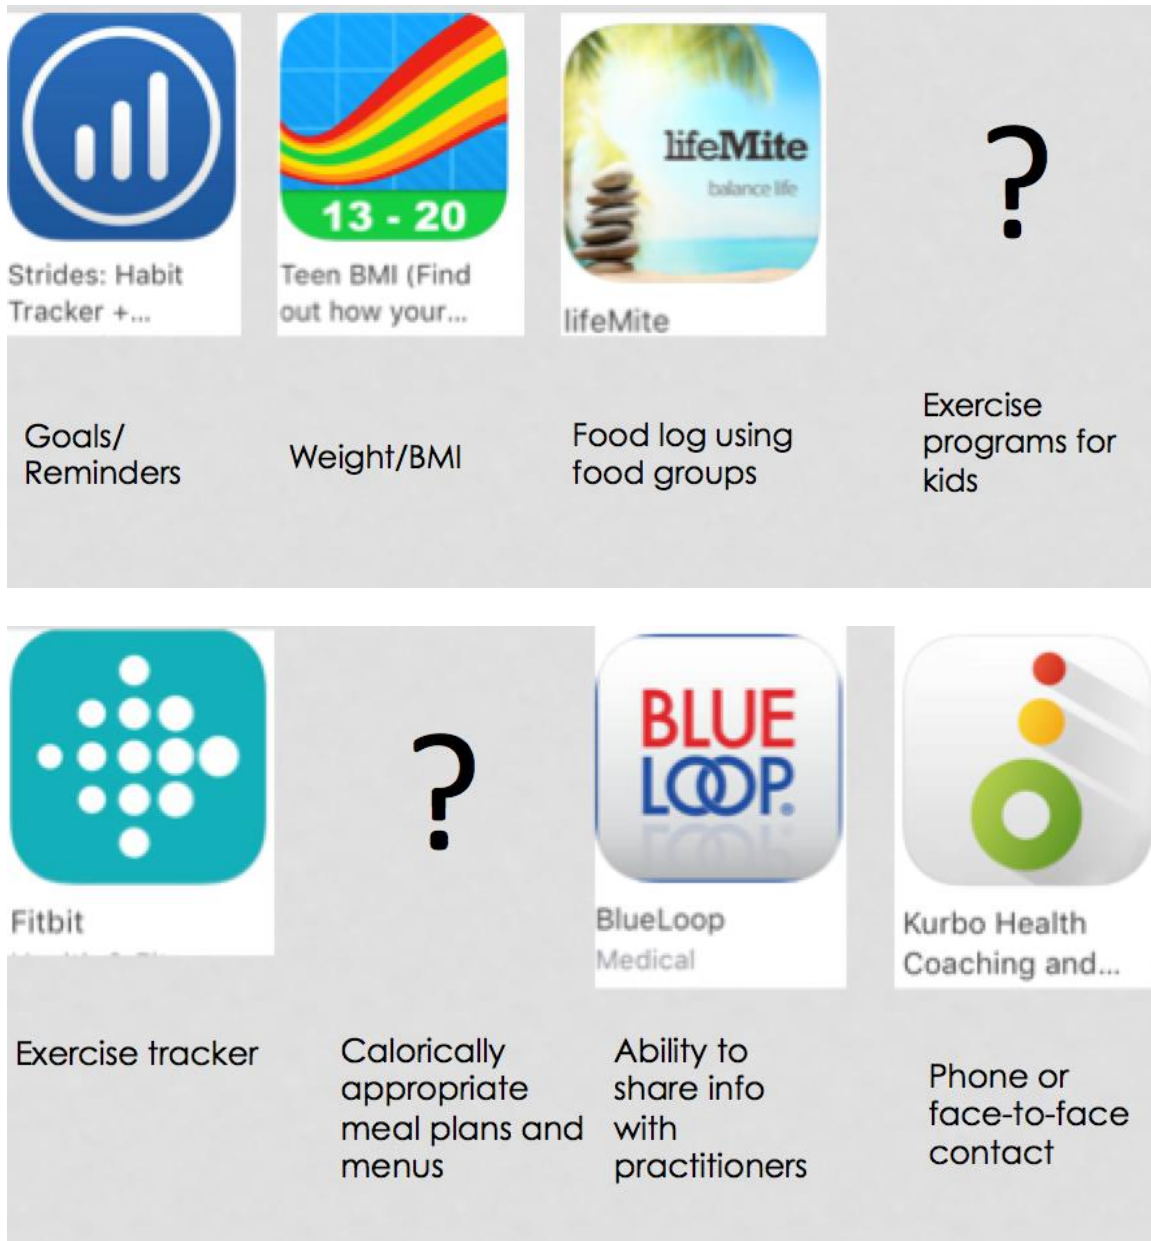 13 - 20
lifeMite
balance life
?
Strides: Habit
Tracker +...
Teen BMI (Find
out how your...
lifeMite
Goals/
Reminders
Weight/BMI
Food log using
food groups
Exercise
programs for
kids
?
BLUE
LOOP.
Fitbit
BlueLoop
Medical
Kurbo Health
Coaching and...
Exercise tracker
Calorically
appropriate
meal plans and
menus
Ability to
share info
with
practitioners
Phone or
face-to-face
contact